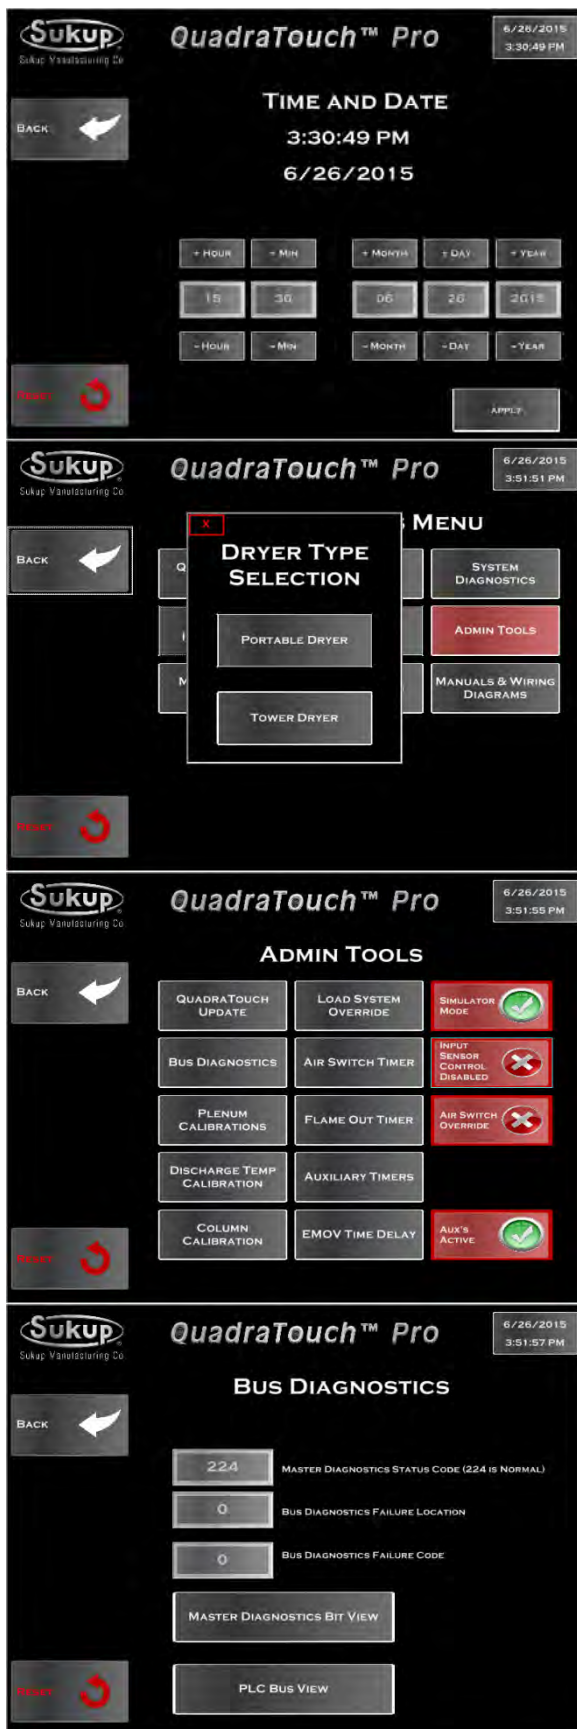 Sukup
Sukup Manufacturing Co
QuadraTouch™ Pro
6/26/2015
3:30:49 PM
BACK
TIME AND DATE
3:30:49 PM
6/26/2015
+ HOUR
+ MIN
+ MONTH
+ DAY
+ YEAR
15
30
06
26
2015
- HOUR
- MIN
- MONTH
- DAY
- YEAR
RESET
APPLY
Sukup
Sukup Manufacturing Co
QuadraTouch™ Pro
6/26/2015
3:51:51 PM
BACK
S MENU
X
DRYER TYPE
SELECTION
PORTABLE DRYER
TOWER DRYER
Q
M
SYSTEM
DIAGNOSTICS
ADMIN TOOLS
MANUALS & WIRING
DIAGRAMS
RESET
Sukup
Sukup Manufacturing Co
QuadraTouch™ Pro
6/26/2015
3:51:55 PM
BACK
ADMIN TOOLS
QUADRATOUCH
UPDATE
LOAD SYSTEM
OVERRIDE
SIMULATOR
MODE
BUS DIAGNOSTICS
AIR SWITCH TIMER
INPUT
SENSOR
CONTROL
DISABLED
PLENUM
CALIBRATIONS
FLAME OUT TIMER
AIR SWITCH
OVERRIDE
DISCHARGE TEMP
CALIBRATION
AUXILIARY TIMERS
COLUMN
CALIBRATION
EMOV TIME DELAY
AUX'S
ACTIVE
RESET
Sukup
Sukup Manufacturing Co
QuadraTouch™ Pro
6/26/2015
3:51:57 PM
BACK
BUS DIAGNOSTICS
224
MASTER DIAGNOSTICS STATUS CODE (224 IS NORMAL)
0
BUS DIAGNOSTICS FAILURE LOCATION
0
BUS DIAGNOSTICS FAILURE CODE
MASTER DIAGNOSTICS BIT VIEW
PLC BUS VIEW
RESET